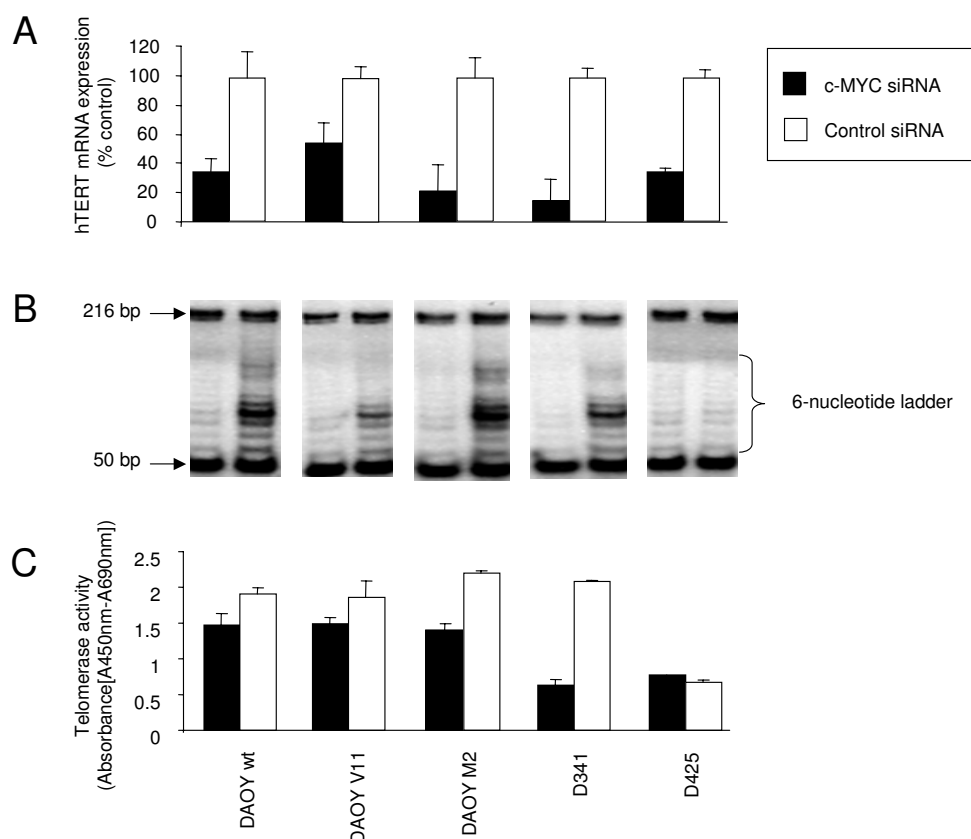 A
hTERT mRNA expression
(% control)
120
100
80
60
40
20
0
c-MYC siRNA
Control siRNA
B
216 bp
50 bp
6-nucleotide ladder
C
Telomerase activity
(Absorbance[A450nm-A690nm])
2.5
2
1.5
1
0.5
0
DAOY wt
DAOY V11
DAOY M2
D341
D425